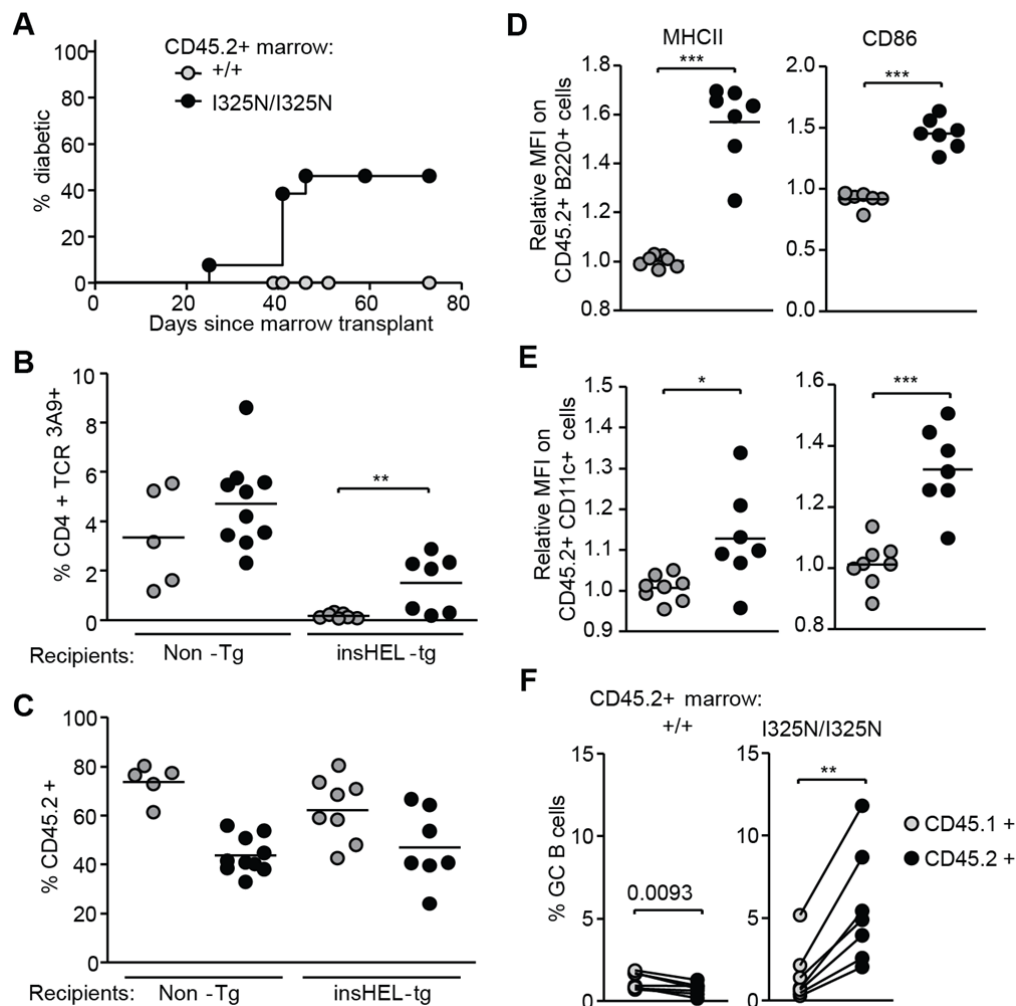 A
CD45.2+ marrow:
+/+
I325N/I325N
% diabetic
100
80
60
40
20
0
0 20 40 60 80
Days since marrow transplant
B
% CD4 + TCR 3A9+
10
8
6
4
2
0
**
Recipients: Non -Tg insHEL -tg
C
% CD45.2 +
100
80
60
40
20
0
Recipients: Non -Tg insHEL-tg
D
MHCII CD86
Relative MFI on
CD45.2+ B220+ cells
1.8
1.6
1.4
1.2
1.0
0.8
***
2.0
1.5
1.0
0.5
0.0
***
E
Relative MFI on
CD45.2+ CD11c+ cells
1.5
1.4
1.3
1.2
1.1
1.0
0.9
*
1.6
1.4
1.2
1.0
0.8
***
F
CD45.2+ marrow:
+/+ I325N/I325N
% GC B cells
15
10
5
0
0.0093
15
10
5
0
**
CD45.1 +
CD45.2 +